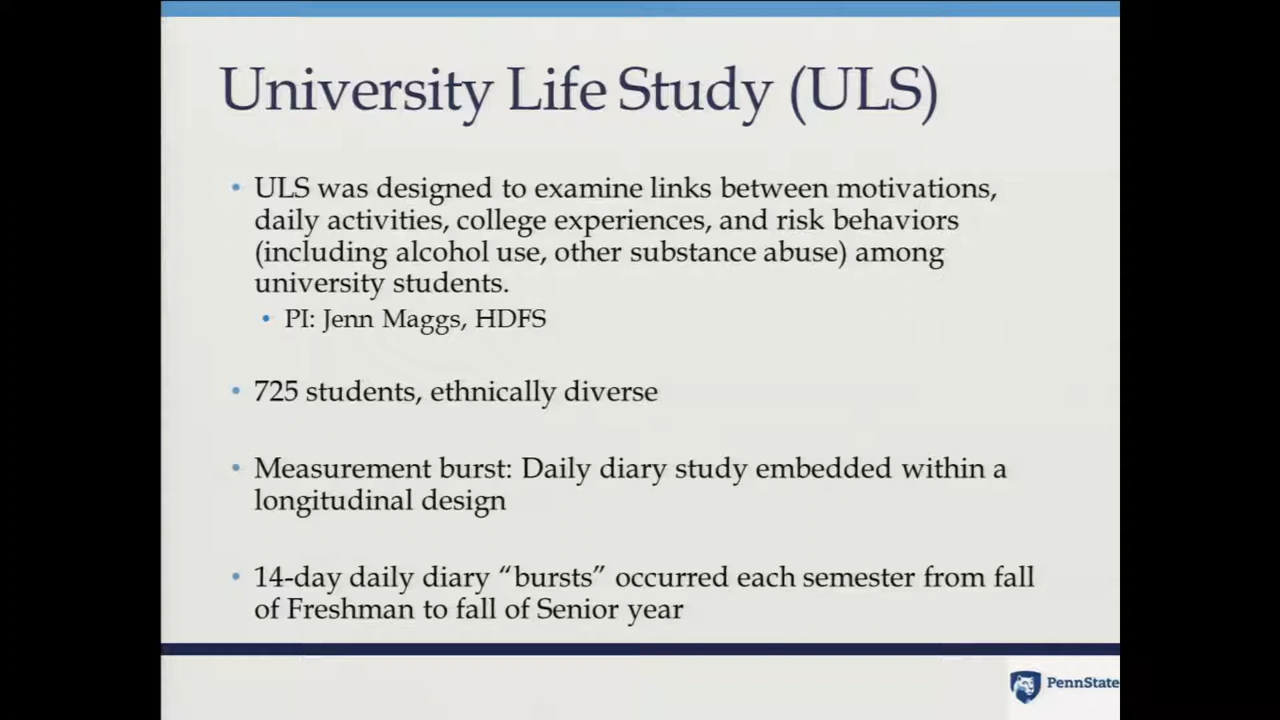 University Life Study (ULS)
• ULS was designed to examine links between motivations,
daily activities, college experiences, and risk behaviors
(including alcohol use, other substance abuse) among
university students.
• PI: Jenn Maggs, HDFS
• 725 students, ethnically diverse
• Measurement burst: Daily diary study embedded within a
longitudinal design
• 14-day daily diary “bursts” occurred each semester from fall
of Freshman to fall of Senior year
PennState